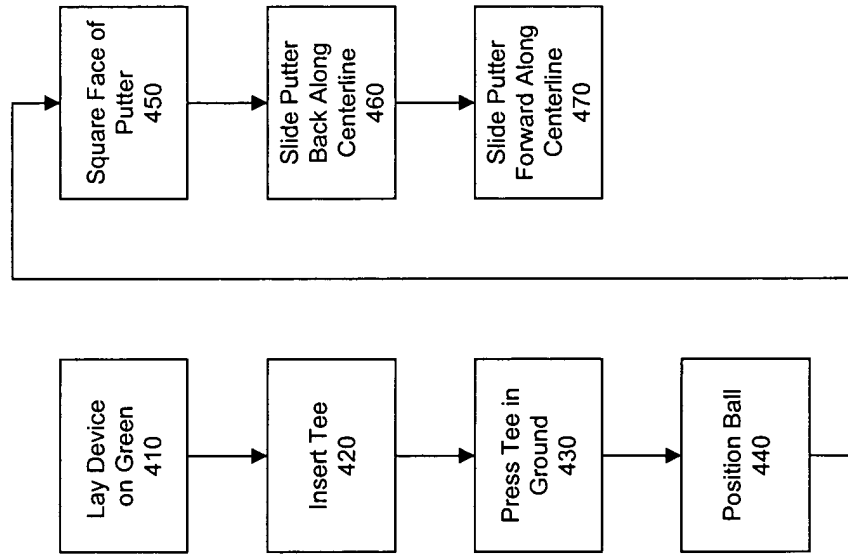 Lay Device
on Green
410
Insert Tee
420
Press Tee in
Ground
430
Position Ball
440
Square Face of
Putter
450
Slide Putter
Back Along
Centerline
460
Slide Putter
Forward Along
Centerline
470